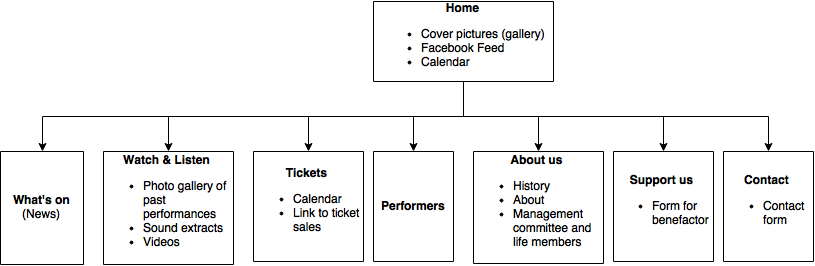 Home
• Cover pictures (gallery)
• Facebook Feed
• Calendar
What's on
(News)
Watch & Listen
• Photo gallery of
past
performances
• Sound extracts
• Videos
Tickets
• Calendar
• Link to ticket
sales
Performers
About us
• History
• About
• Management
committee and
life members
Support us
• Form for
benefactor
Contact
• Contact
form